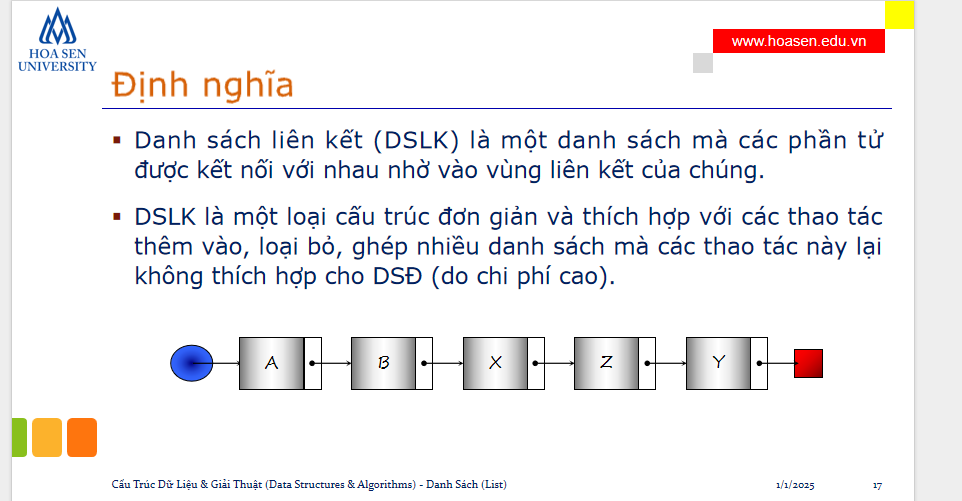 HOA SEN
UNIVERSITY
www.hoasen.edu.vn
Định nghĩa
Danh sách liên kết (DSLK) là một danh sách mà các phần tử
được kết nối với nhau nhờ vào vùng liên kết của chúng.
DSLK là một loại cấu trúc đơn giản và thích hợp với các thao tác
thêm vào, loại bỏ, ghép nhiều danh sách mà các thao tác này lại
không thích hợp cho DSĐ (do chi phí cao).
A B X Z Y
Cấu Trúc Dữ Liệu & Giải Thuật (Data Structures & Algorithms) - Danh Sách (List) 1/1/2025 17